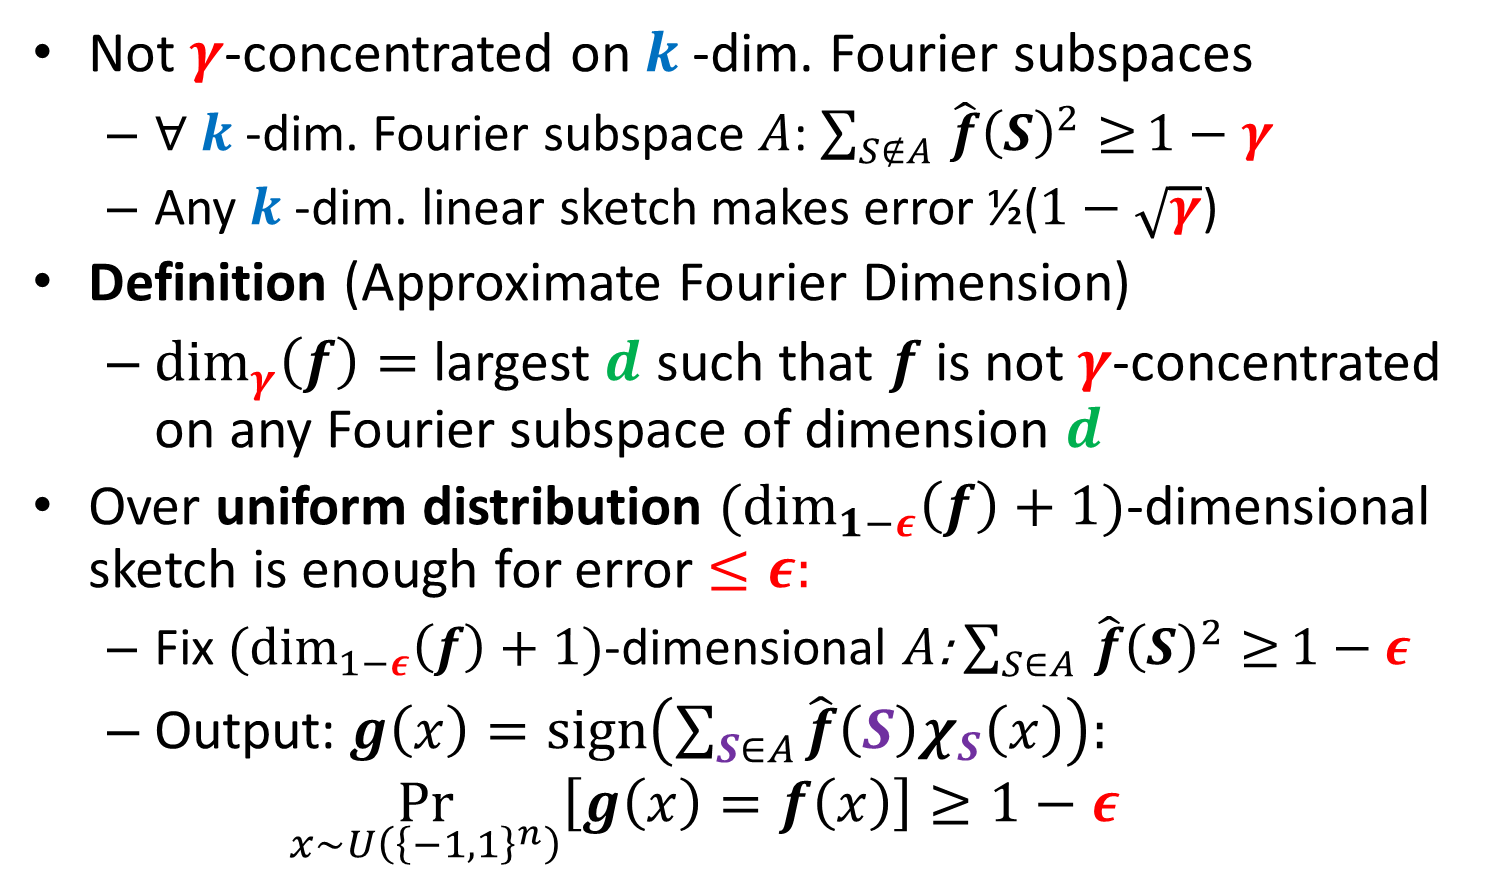 • Not γ-concentrated on k -dim. Fourier subspaces
– ∀ k -dim. Fourier subspace A: ∑_{S∉A} f̂(S)² ≥ 1 − γ
– Any k -dim. linear sketch makes error ½(1 − √γ)
• Definition (Approximate Fourier Dimension)
– dim_γ(f) = largest d such that f is not γ-concentrated
on any Fourier subspace of dimension d
• Over uniform distribution (dim_{1−ϵ}(f) + 1)-dimensional
sketch is enough for error ≤ ϵ:
– Fix (dim_{1−ϵ}(f) + 1)-dimensional A: ∑_{S∈A} f̂(S)² ≥ 1 − ϵ
– Output: g(x) = sign(∑_{S∈A} f̂(S)χ_S(x)):
Pr_{x~U({−1,1}ⁿ)} [g(x) = f(x)] ≥ 1 − ϵ